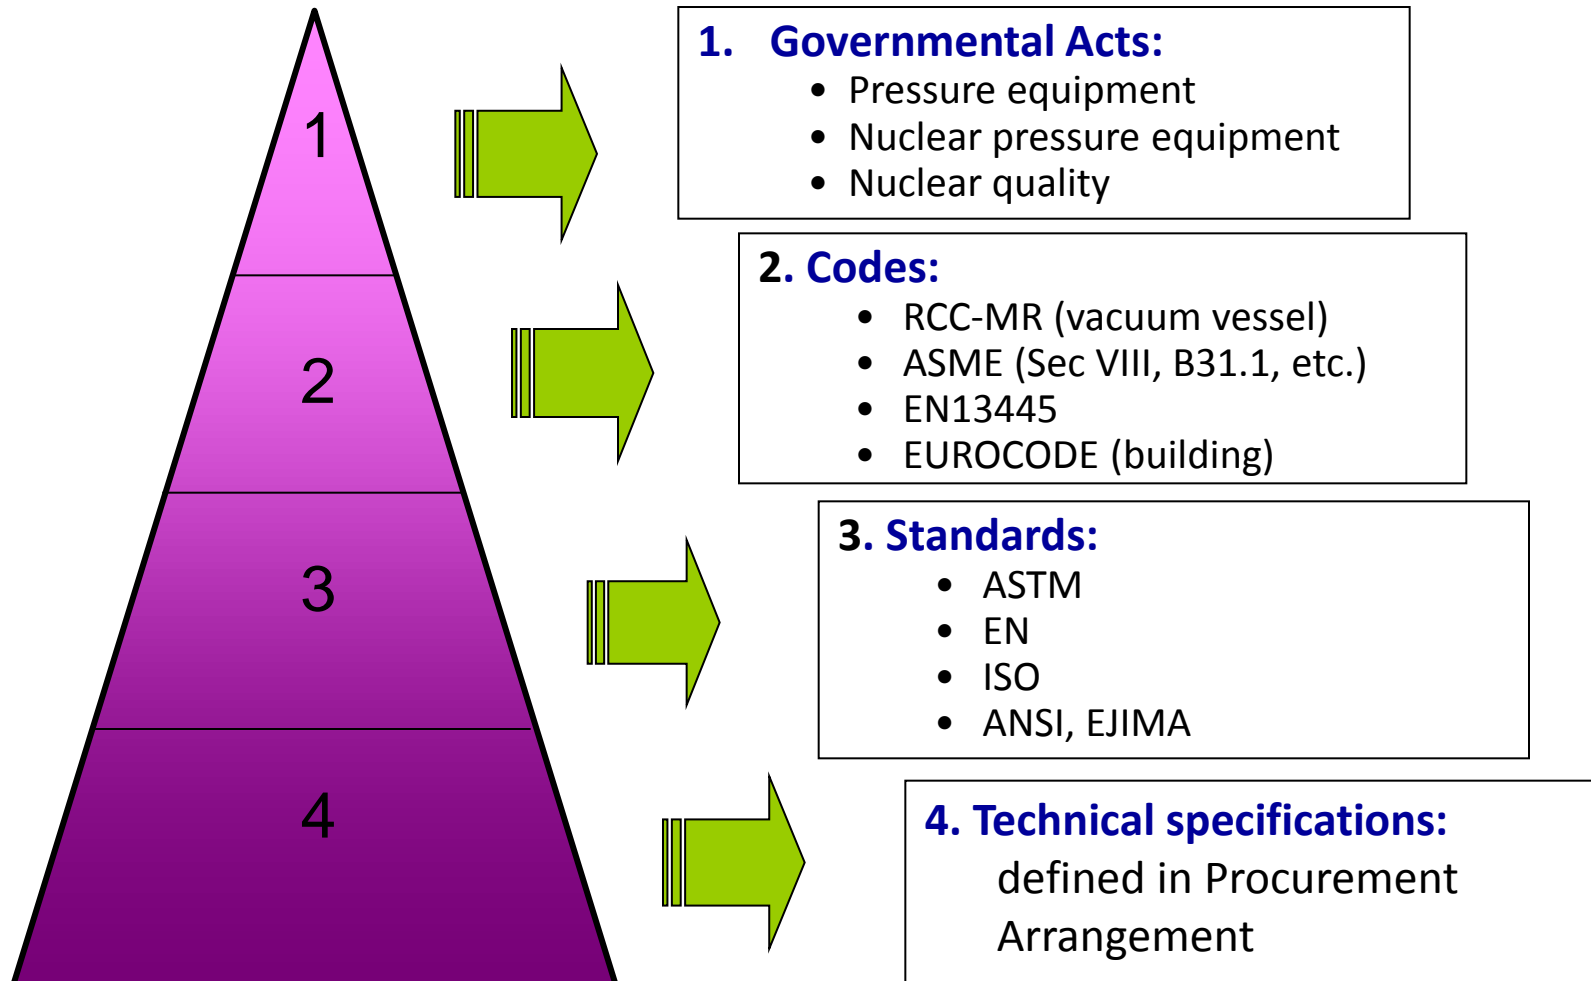 1
2
3
4
1. Governmental Acts:
• Pressure equipment
• Nuclear pressure equipment
• Nuclear quality
2. Codes:
• RCC-MR (vacuum vessel)
• ASME (Sec VIII, B31.1, etc.)
• EN13445
• EUROCODE (building)
3. Standards:
• ASTM
• EN
• ISO
• ANSI, EJIMA
4. Technical specifications:
defined in Procurement
Arrangement